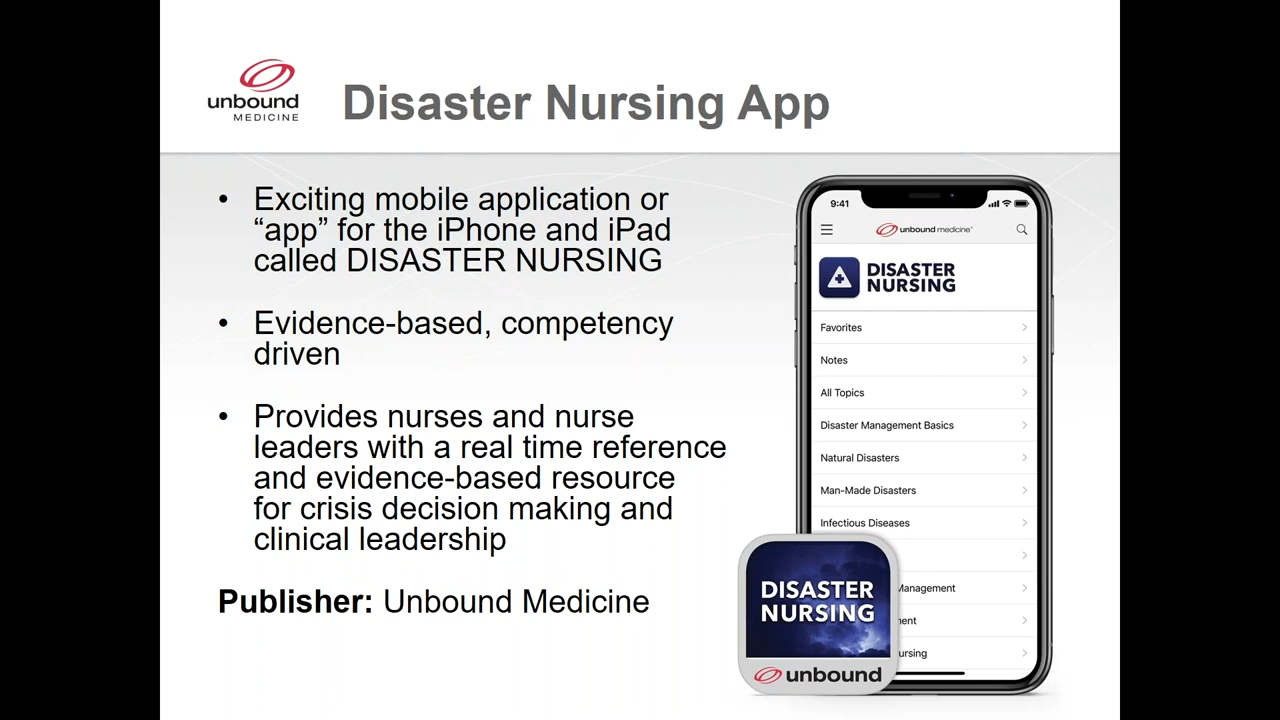 unbound
MEDICINE
Disaster Nursing App
• Exciting mobile application or
“app” for the iPhone and iPad
called DISASTER NURSING
• Evidence-based, competency
driven
• Provides nurses and nurse
leaders with a real time reference
and evidence-based resource
for crisis decision making and
clinical leadership
Publisher: Unbound Medicine
9:41
unbound medicine
DISASTER
NURSING
Favorites
Notes
All Topics
Disaster Management Basics
Natural Disasters
Man-Made Disasters
Infectious Diseases
Management
ment
ursing
DISASTER
NURSING
unbound